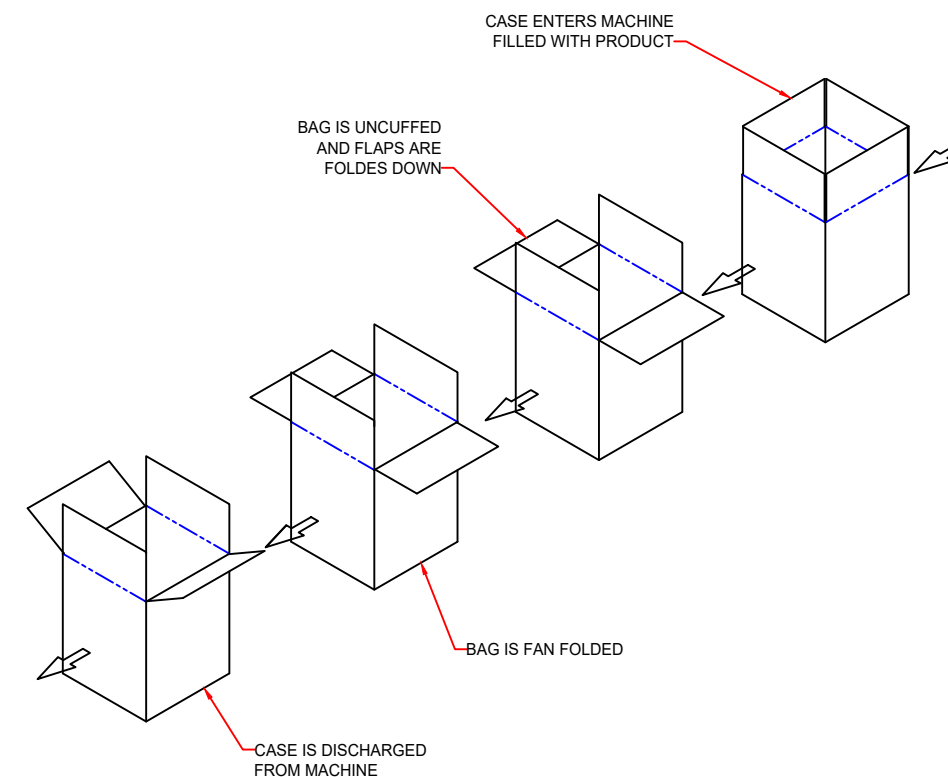 CASE ENTERS MACHINE
FILLED WITH PRODUCT
BAG IS UNCUFFED
AND FLAPS ARE
FOLDES DOWN
BAG IS FAN FOLDED
CASE IS DISCHARGED
FROM MACHINE